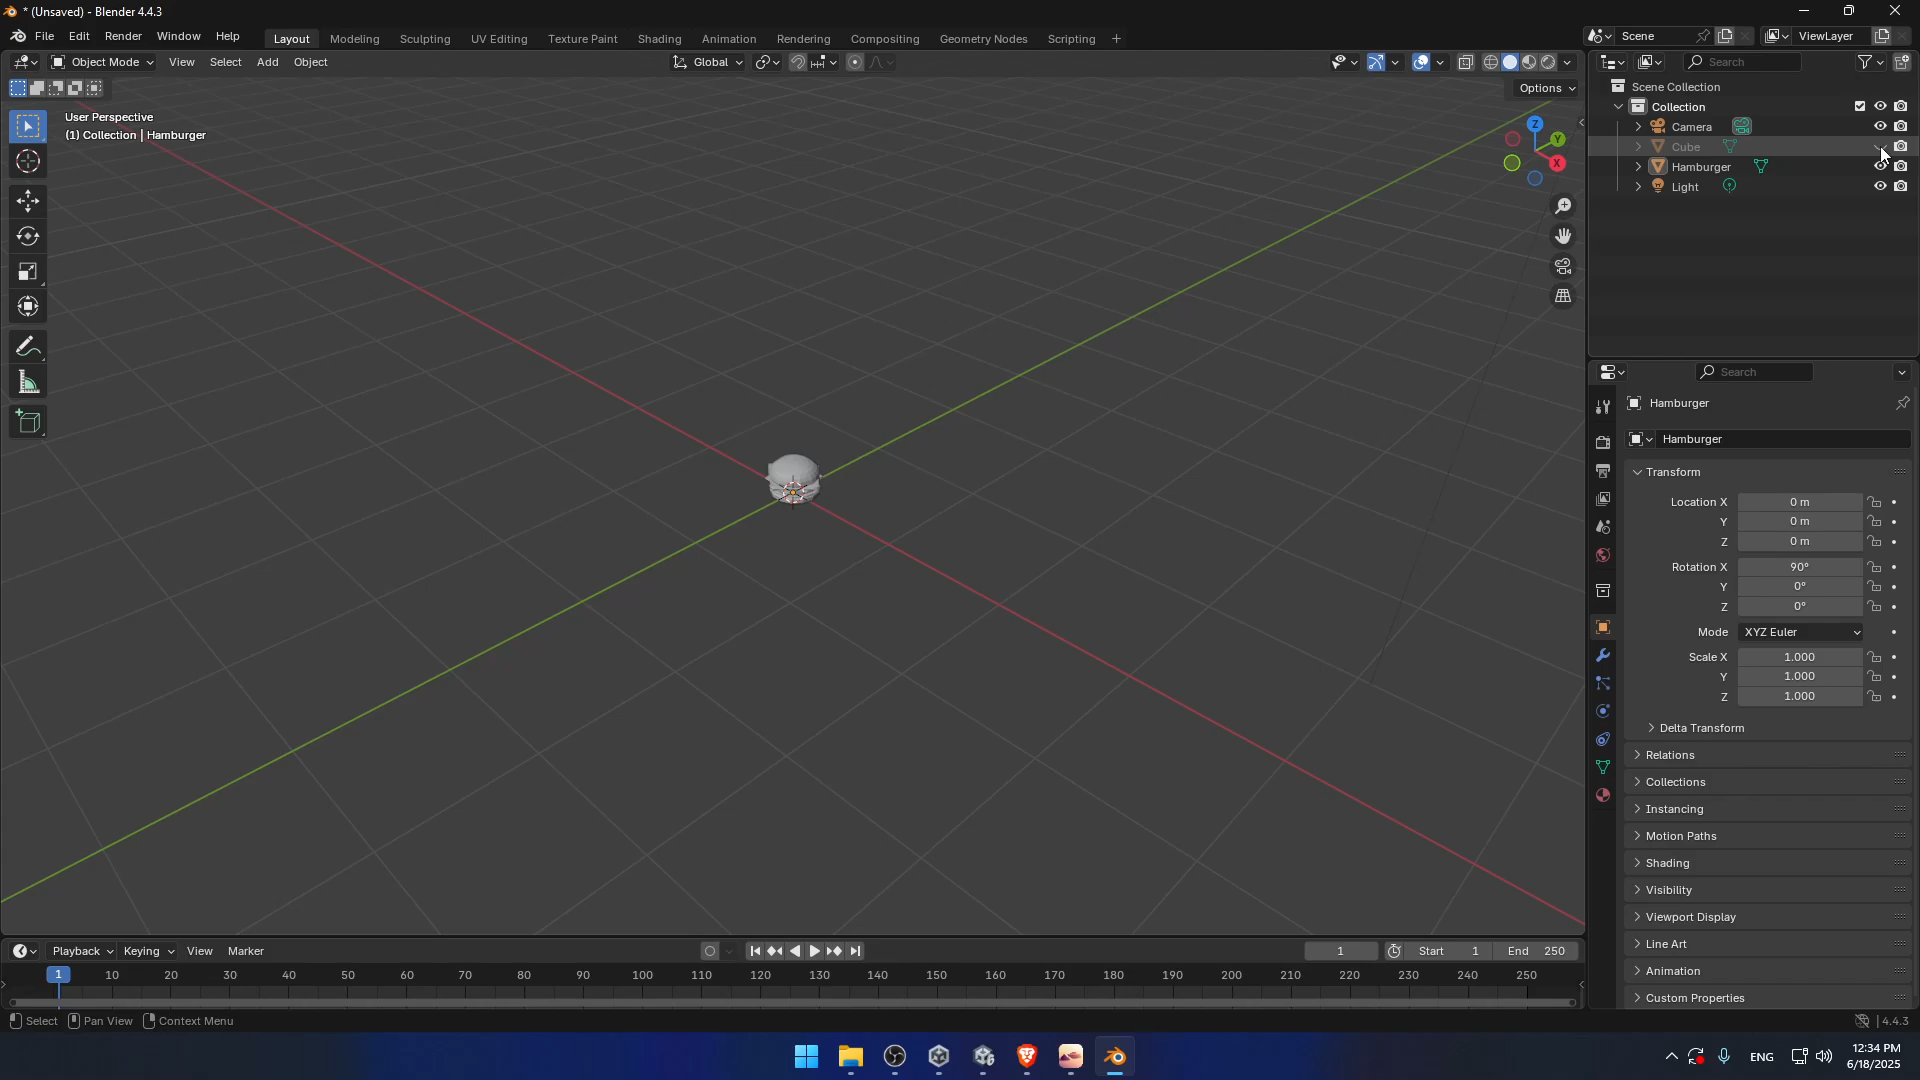 * (Unsaved) - Blender 4.4.3
File Edit Render Window Help Layout Modeling Sculpting UV Editing Texture Paint Shading Animation Rendering Compositing Geometry Nodes Scripting + Scene ViewLayer
Object Mode View Select Add Object Global Search
Options
User Perspective
(1) Collection | Hamburger
Z
Y
X
Scene Collection
Collection
Camera
Cube
Hamburger
Light
Search
Hamburger
Hamburger
Transform
Location X 0 m
Y 0 m
Z 0 m
Rotation X 90°
Y 0°
Z 0°
Mode XYZ Euler
Scale X 1.000
Y 1.000
Z 1.000
Delta Transform
Relations
Collections
Instancing
Motion Paths
Shading
Visibility
Viewport Display
Line Art
Animation
Custom Properties
Playback Keying View Marker 1 Start 1 End 250
1 10 20 30 40 50 60 70 80 90 100 110 120 130 140 150 160 170 180 190 200 210 220 230 240 250
Select Pan View Context Menu 4.4.3
ENG 12:34 PM
6/18/2025